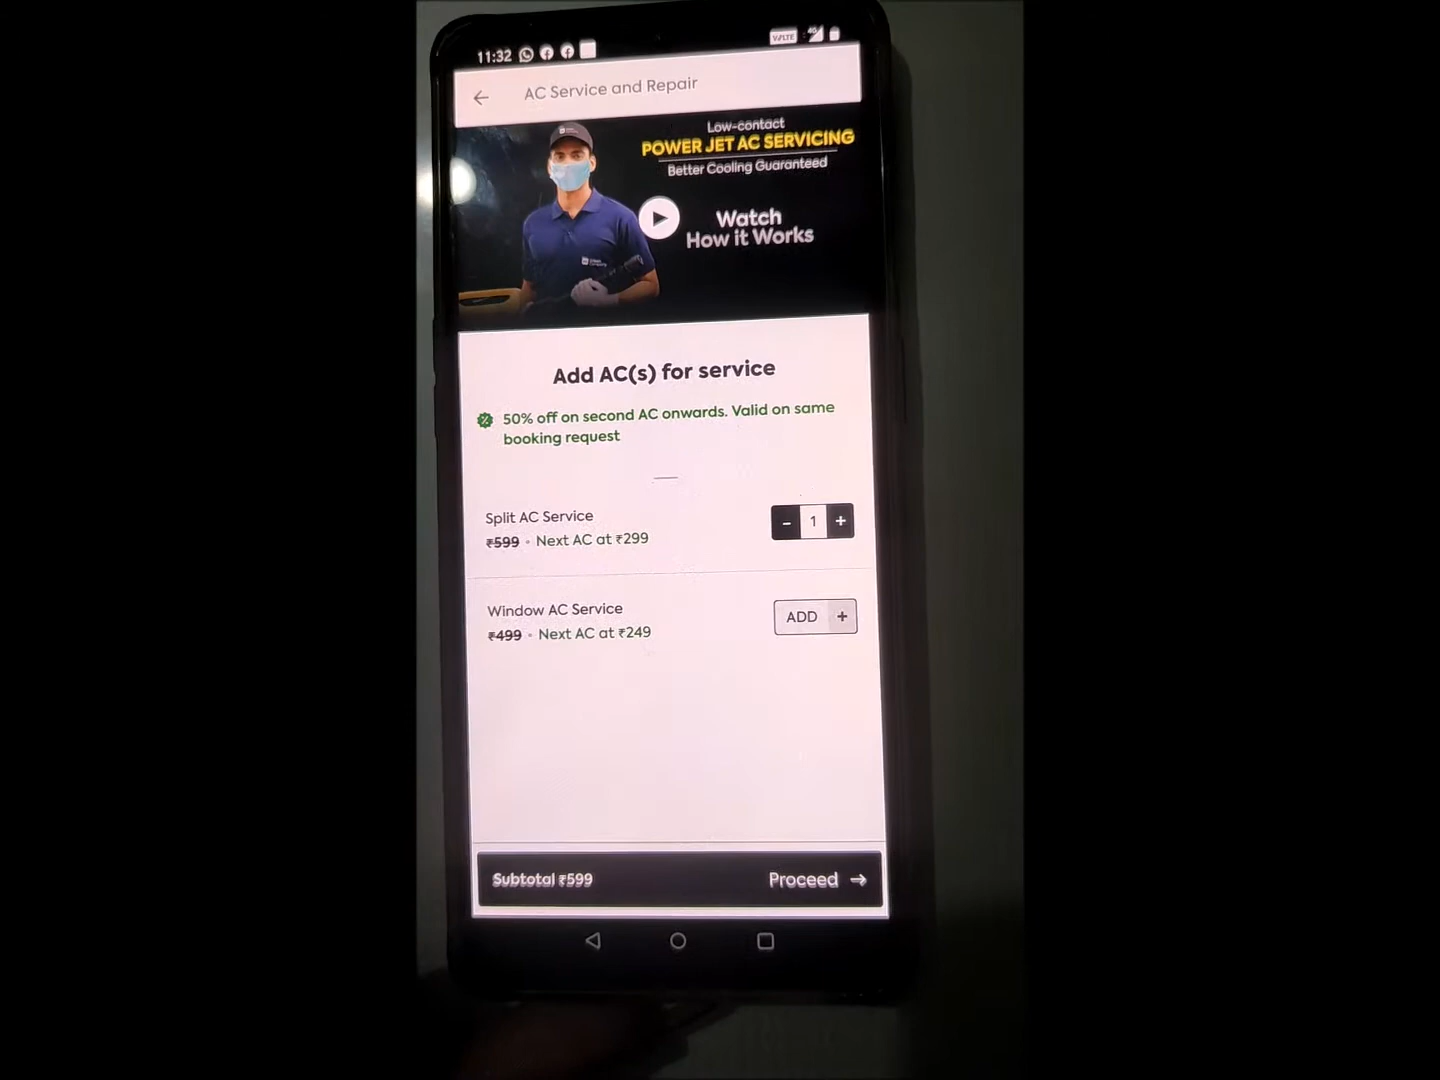 11:32
VoLTE 4G
AC Service and Repair
Low-contact
POWER JET AC SERVICING
Better Cooling Guaranteed
Watch
How it Works
Add AC(s) for service
50% off on second AC onwards. Valid on same
booking request
Split AC Service
- 1 +
₹599 • Next AC at ₹299
Window AC Service
ADD +
₹499 • Next AC at ₹249
Subtotal ₹599
Proceed →